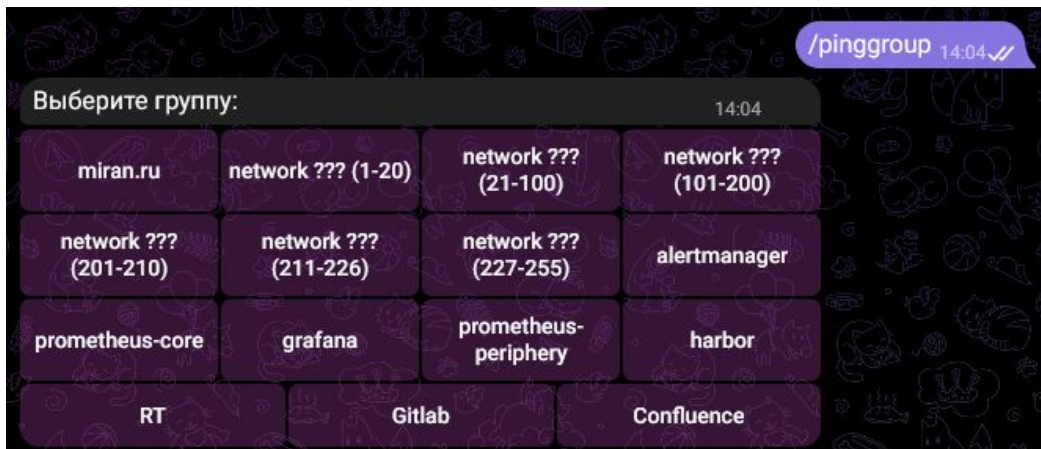 /pinggroup 14:04
Выберите группу:
14:04
miran.ru
network ??? (1-20)
network ???
(21-100)
network ???
(101-200)
network ???
(201-210)
network ???
(211-226)
network ???
(227-255)
alertmanager
prometheus-core
grafana
prometheus-
periphery
harbor
RT
Gitlab
Confluence